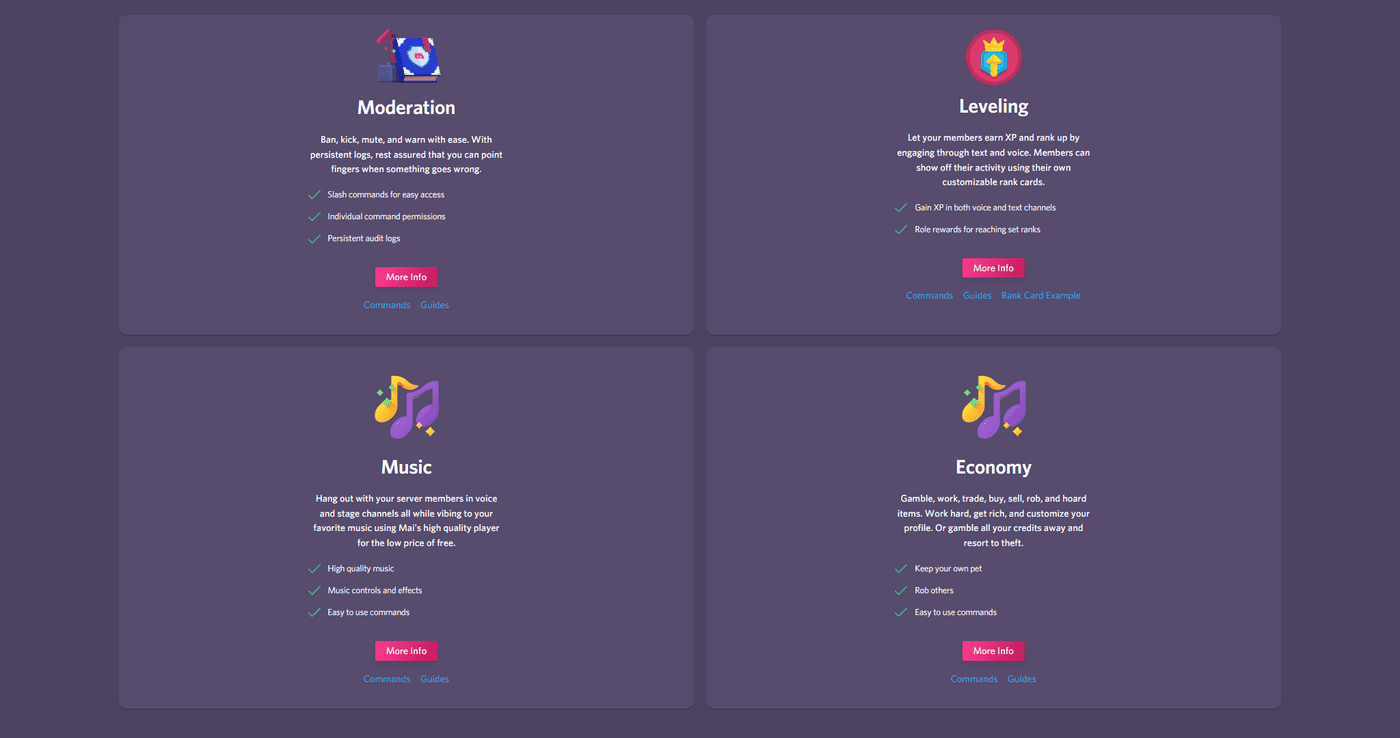 Moderation
Ban, kick, mute, and warn with ease. With
persistent logs, rest assured that you can point
fingers when something goes wrong.
Slash commands for easy access
Individual command permissions
Persistent audit logs
More Info
Commands Guides
Leveling
Let your members earn XP and rank up by
engaging through text and voice. Members can
show off their activity using their own
customizable rank cards.
Gain XP in both voice and text channels
Role rewards for reaching set ranks
More Info
Commands Guides Rank Card Example
Music
Hang out with your server members in voice
and stage channels all while vibing to your
favorite music using Mai's high quality player
for the low price of free.
High quality music
Music controls and effects
Easy to use commands
More Info
Commands Guides
Economy
Gamble, work, trade, buy, sell, rob, and hoard
items. Work hard, get rich, and customize your
profile. Or gamble all your credits away and
resort to theft.
Keep your own pet
Rob others
Easy to use commands
More Info
Commands Guides